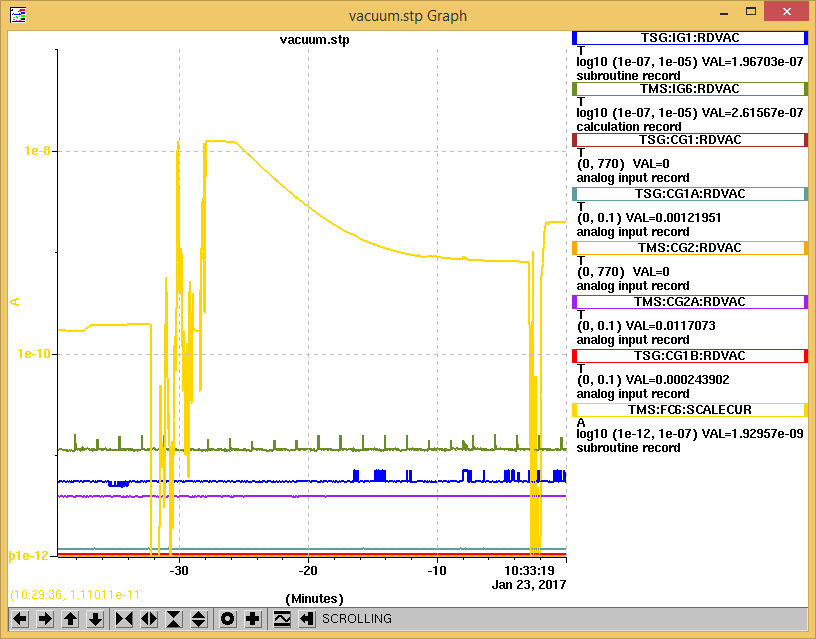 vacuum.stp Graph
vacuum.stp
1e-8
A
1e-10
1e-12
-30
-20
-10
10:33:19
Jan 23, 2017
(Minutes)
(10:29:36, 1.11011e-11)
TSG:IG1:RDVAC
T
log10 (1e-07, 1e-05) VAL=1.96703e-07
subroutine record
TMS:IG6:RDVAC
T
log10 (1e-07, 1e-05) VAL=2.61567e-07
calculation record
TSG:CG1:RDVAC
T
(0, 770) VAL=0
analog input record
TSG:CG1A:RDVAC
T
(0, 0.1) VAL=0.00121951
analog input record
TMS:CG2:RDVAC
T
(0, 770) VAL=0
analog input record
TMS:CG2A:RDVAC
T
(0, 0.1) VAL=0.0117073
analog input record
TSG:CG1B:RDVAC
T
(0, 0.1) VAL=0.000243902
analog input record
TMS:FC6:SCALECUR
A
log10 (1e-12, 1e-07) VAL=1.92957e-09
subroutine record
SCROLLING